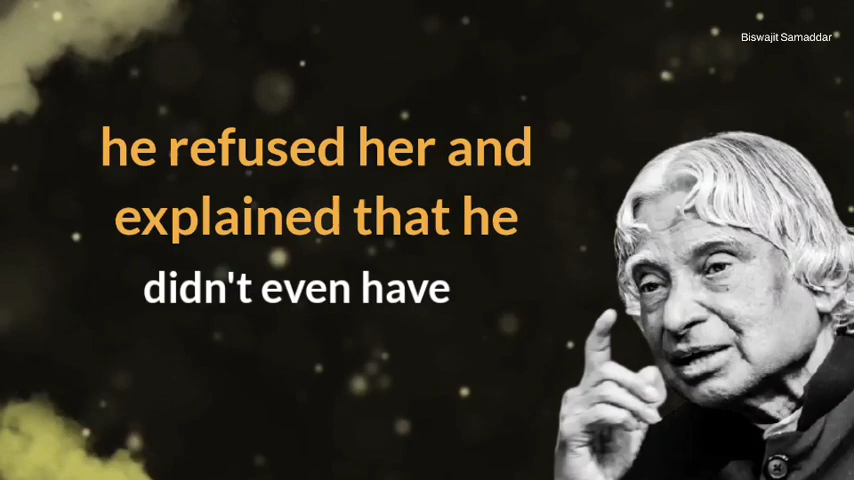 Biswajit Samaddar
he refused her and
explained that he
didn't even have